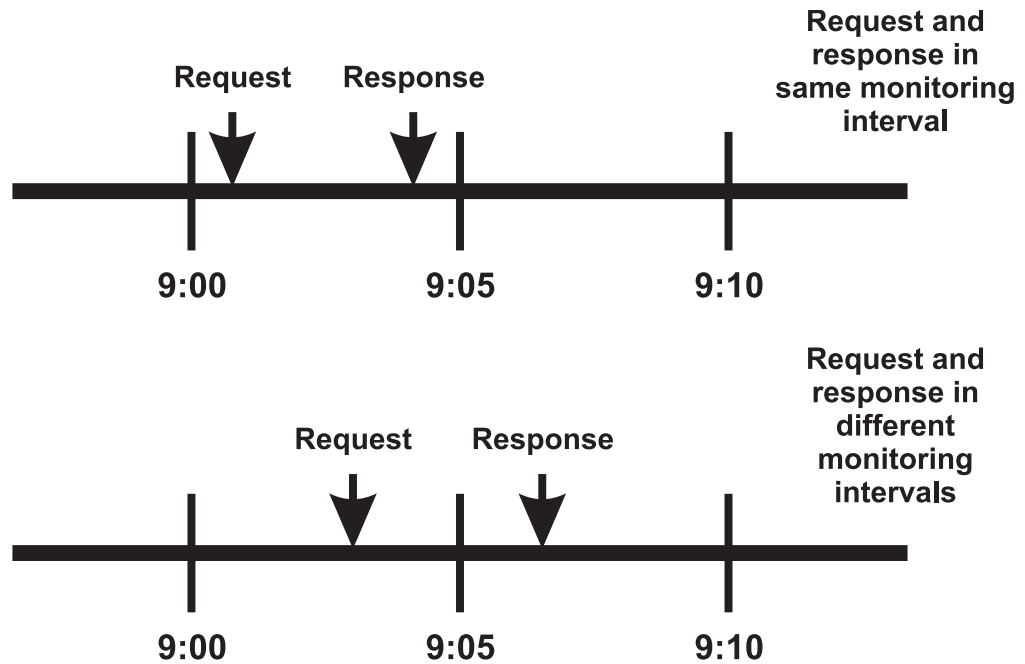 Request and
response in
same monitoring
interval
Request Response
9:00 9:05 9:10
Request and
response in
different
monitoring
intervals
Request Response
9:00 9:05 9:10